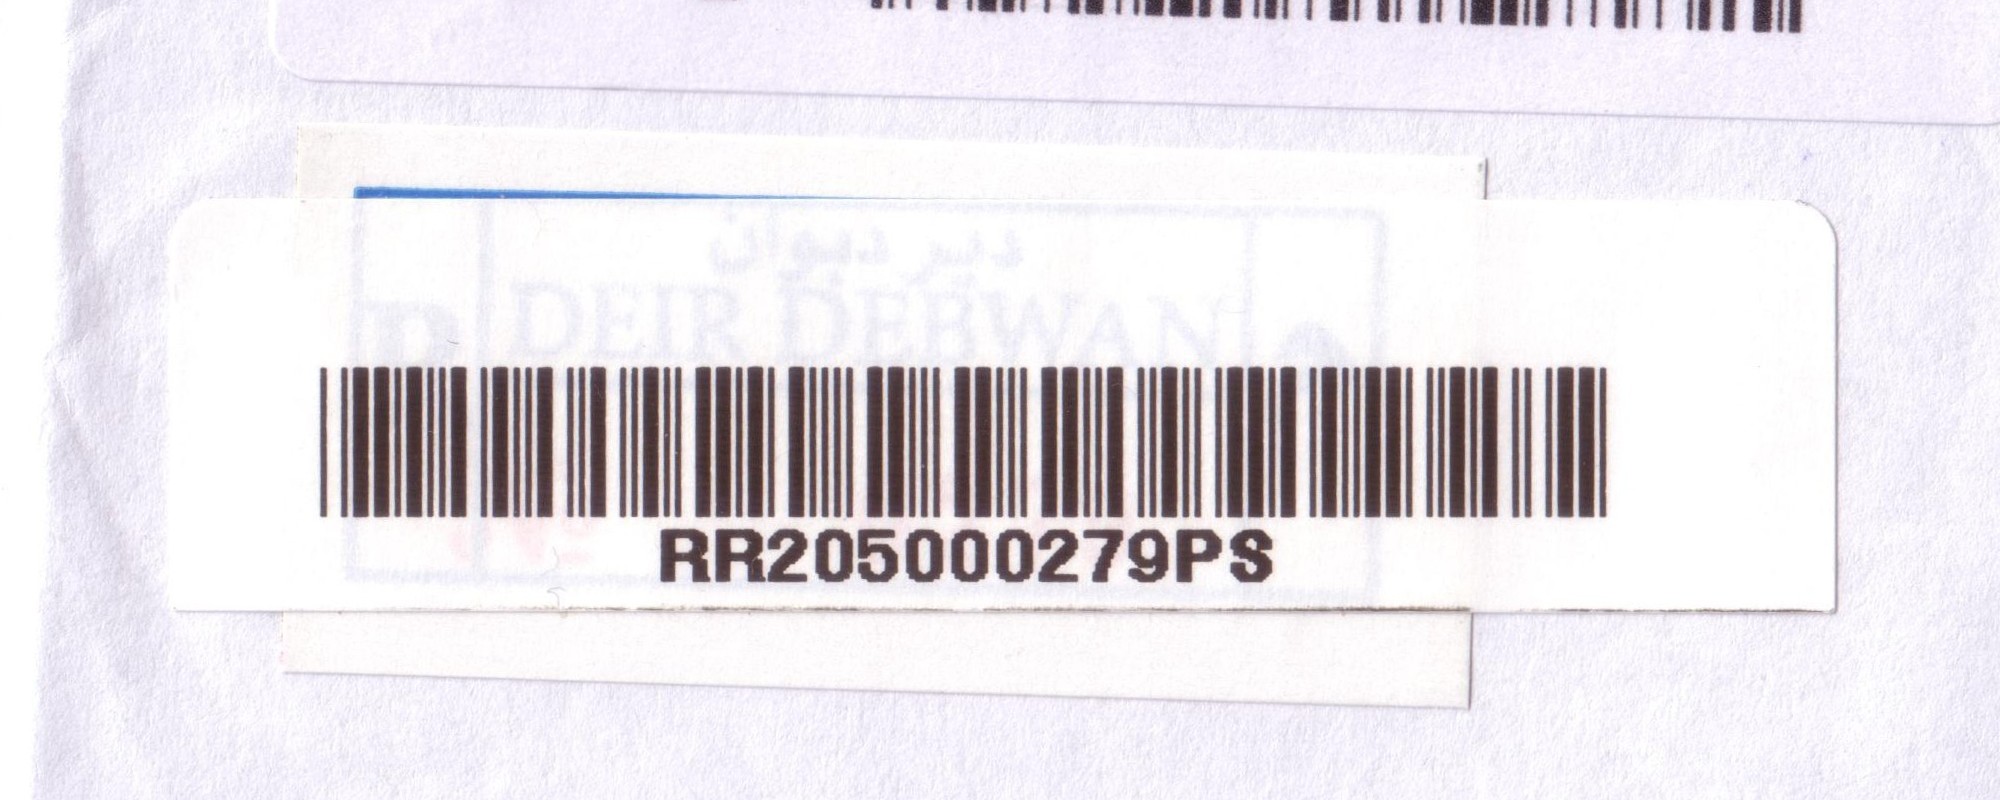 DEIR DEBWAN
R
RR205000279PS